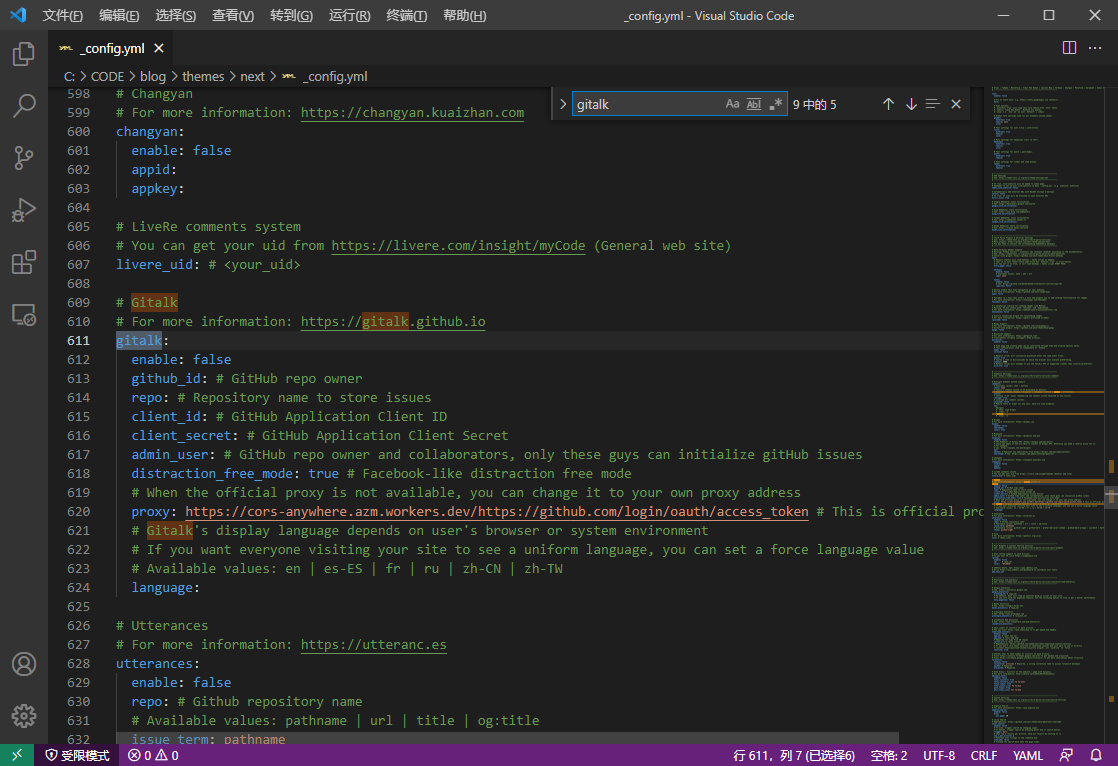 文件(F) 编辑(E) 选择(S) 查看(V) 转到(G) 运行(R) 终端(T) 帮助(H) _config.yml - Visual Studio Code
_config.yml
C: > CODE > blog > themes > next > _config.yml
gitalk Aa Abl .* 9 中的 5
598 # Changyan
599 # For more information: https://changyan.kuaizhan.com
600 changyan:
601 enable: false
602 appid:
603 appkey:
604
605 # LiveRe comments system
606 # You can get your uid from https://livere.com/insight/myCode (General web site)
607 livere_uid: # <your_uid>
608
609 # Gitalk
610 # For more information: https://gitalk.github.io
611 gitalk:
612 enable: false
613 github_id: # GitHub repo owner
614 repo: # Repository name to store issues
615 client_id: # GitHub Application Client ID
616 client_secret: # GitHub Application Client Secret
617 admin_user: # GitHub repo owner and collaborators, only these guys can initialize gitHub issues
618 distraction_free_mode: true # Facebook-like distraction free mode
619 # When the official proxy is not available, you can change it to your own proxy address
620 proxy: https://cors-anywhere.azm.workers.dev/https://github.com/login/oauth/access_token # This is official prc
621 # Gitalk's display language depends on user's browser or system environment
622 # If you want everyone visiting your site to see a uniform language, you can set a force language value
623 # Available values: en | es-ES | fr | ru | zh-CN | zh-TW
624 language:
625
626 # Utterances
627 # For more information: https://utteranc.es
628 utterances:
629 enable: false
630 repo: # Github repository name
631 # Available values: pathname | url | title | og:title
632 issue_term: pathname
受限模式 0 0 行 611，列 7 (已选择6) 空格: 2 UTF-8 CRLF YAML